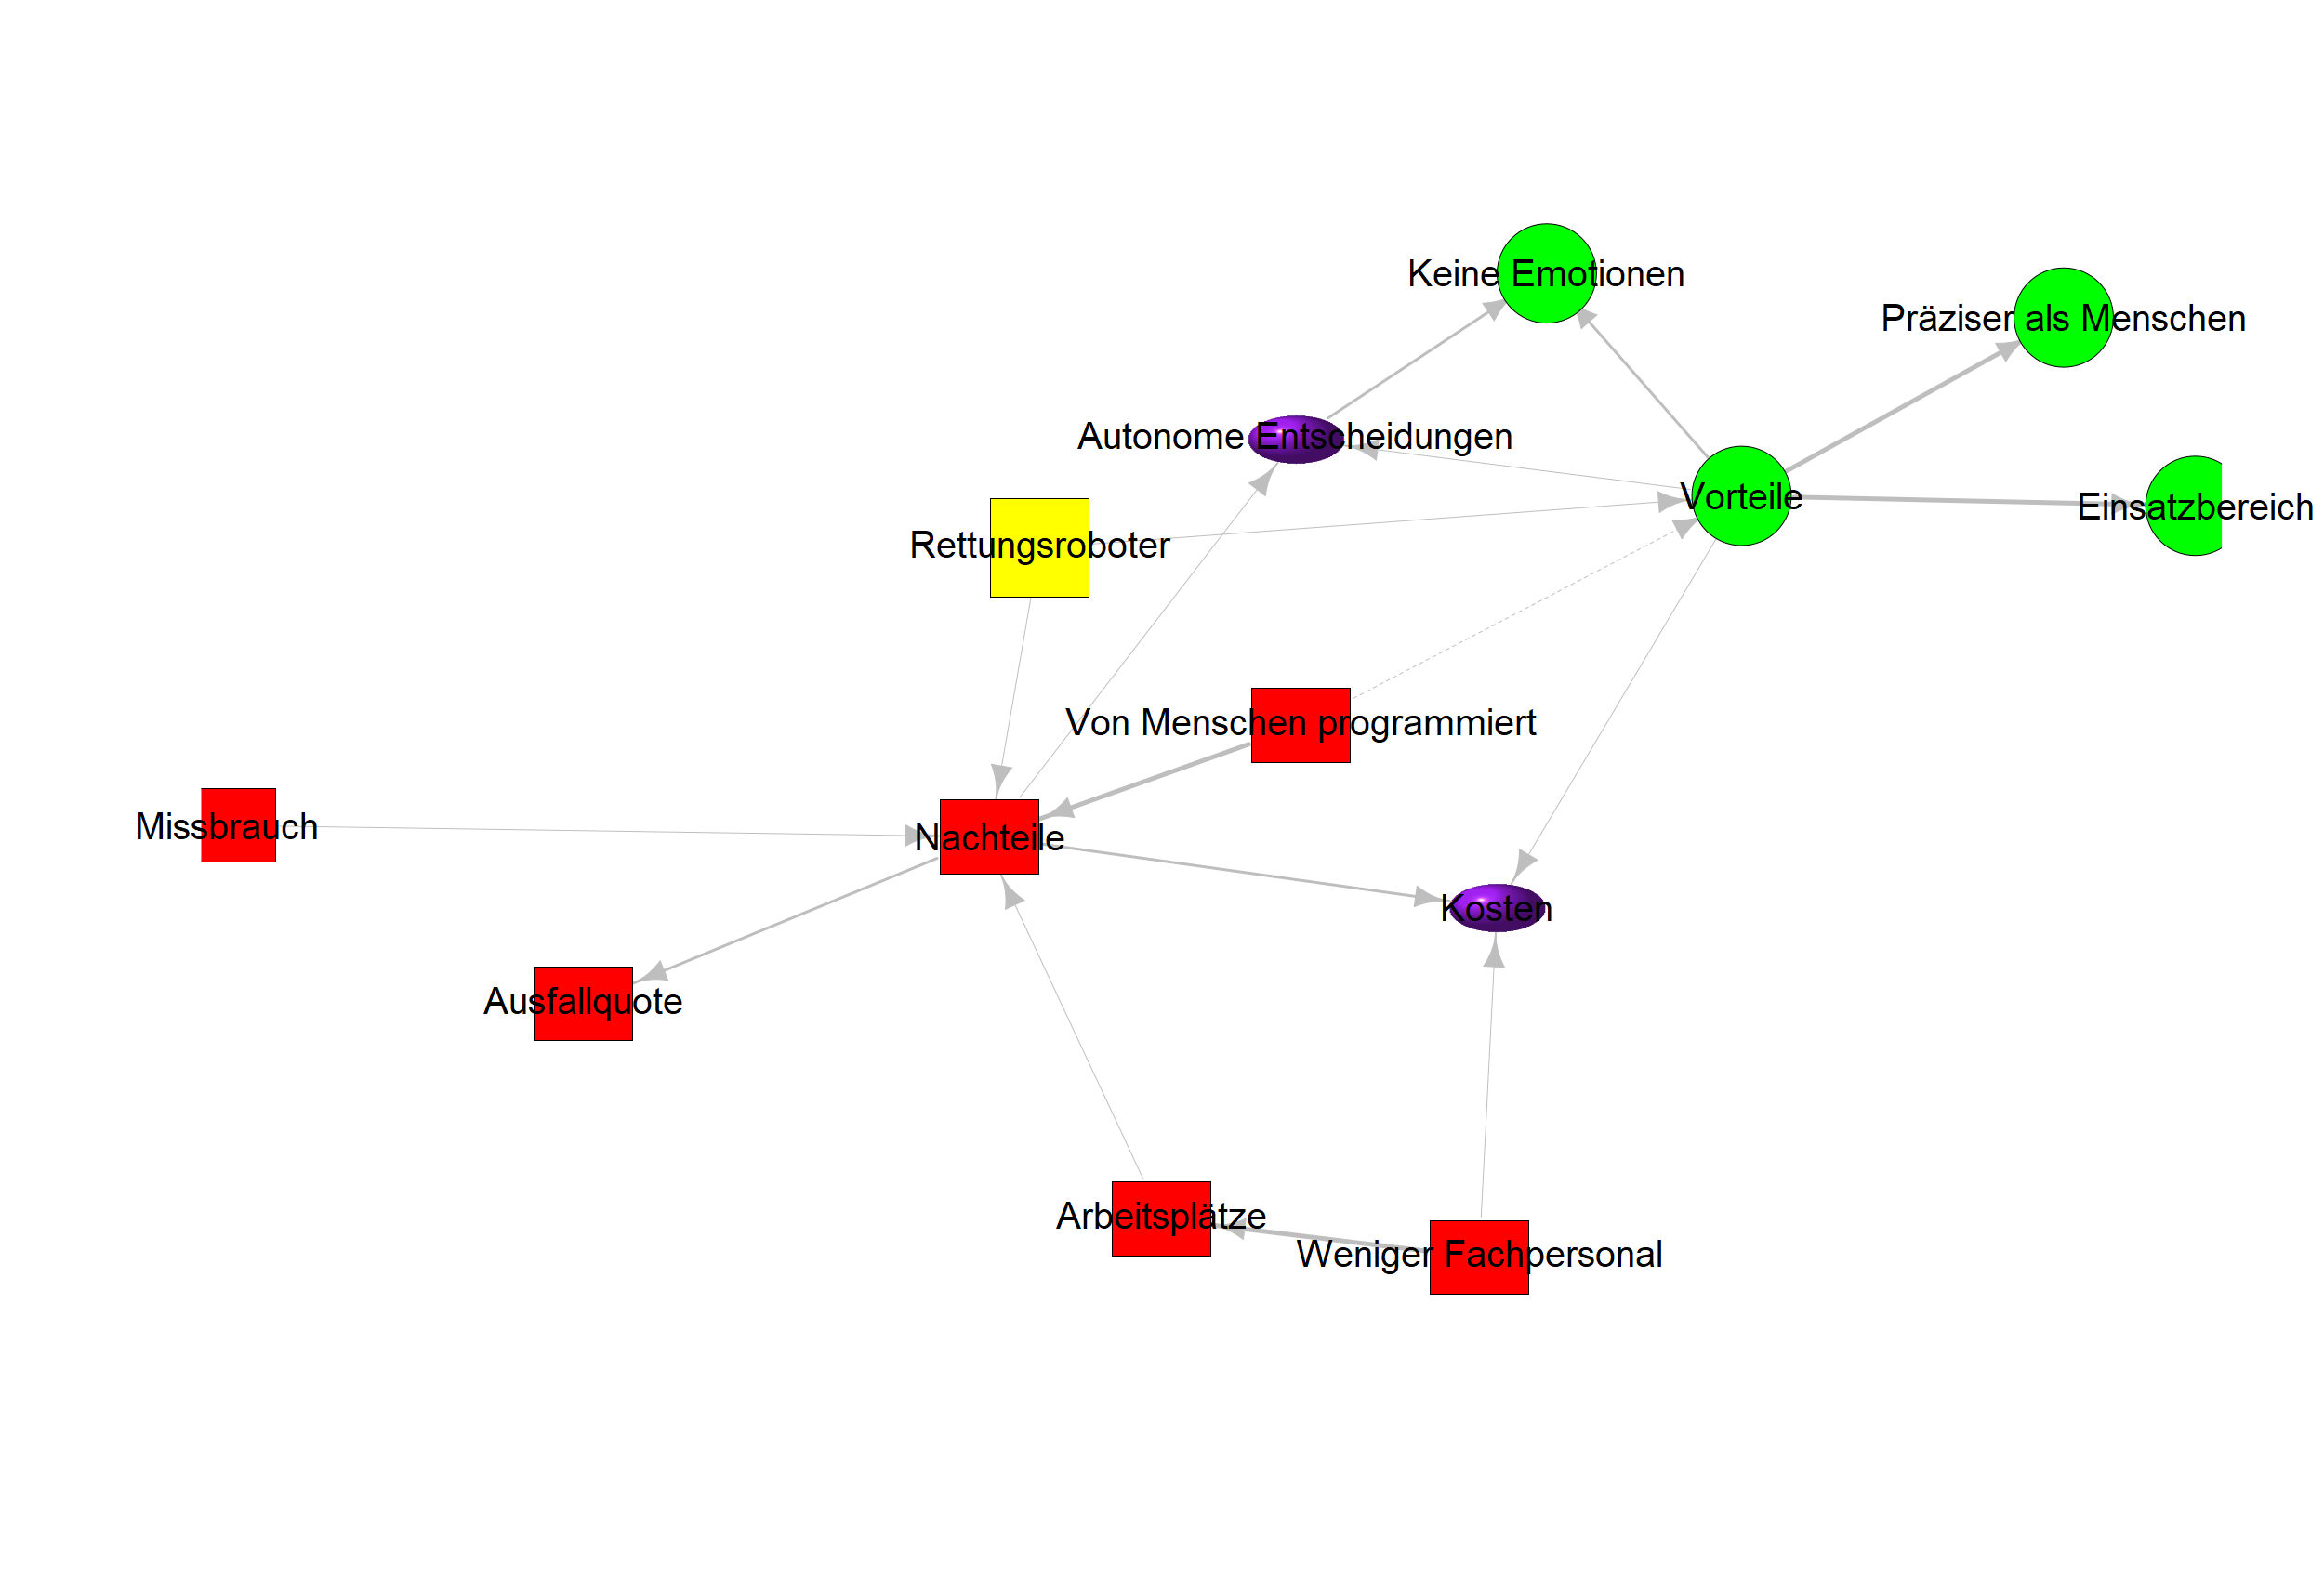 Keine Emotionen
Präziser als Menschen
Autonome Entscheidungen
Vorteile
Einsatzbereich
Rettungsroboter
Von Menschen programmiert
Missbrauch
Nachteile
Kosten
Ausfallquote
Arbeitsplätze
Weniger Fachpersonal